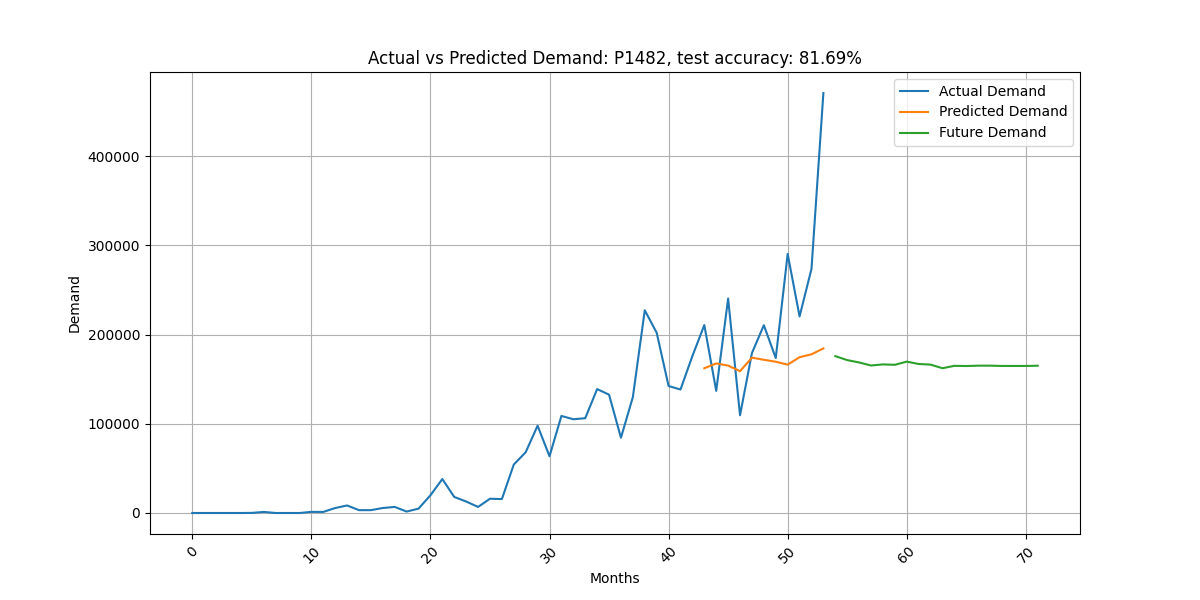 Actual vs Predicted Demand: P1482, test accuracy: 81.69%
Actual Demand
Predicted Demand
Future Demand
400000
300000
200000
100000
0
Demand
0
10
20
30
40
50
60
70
Months